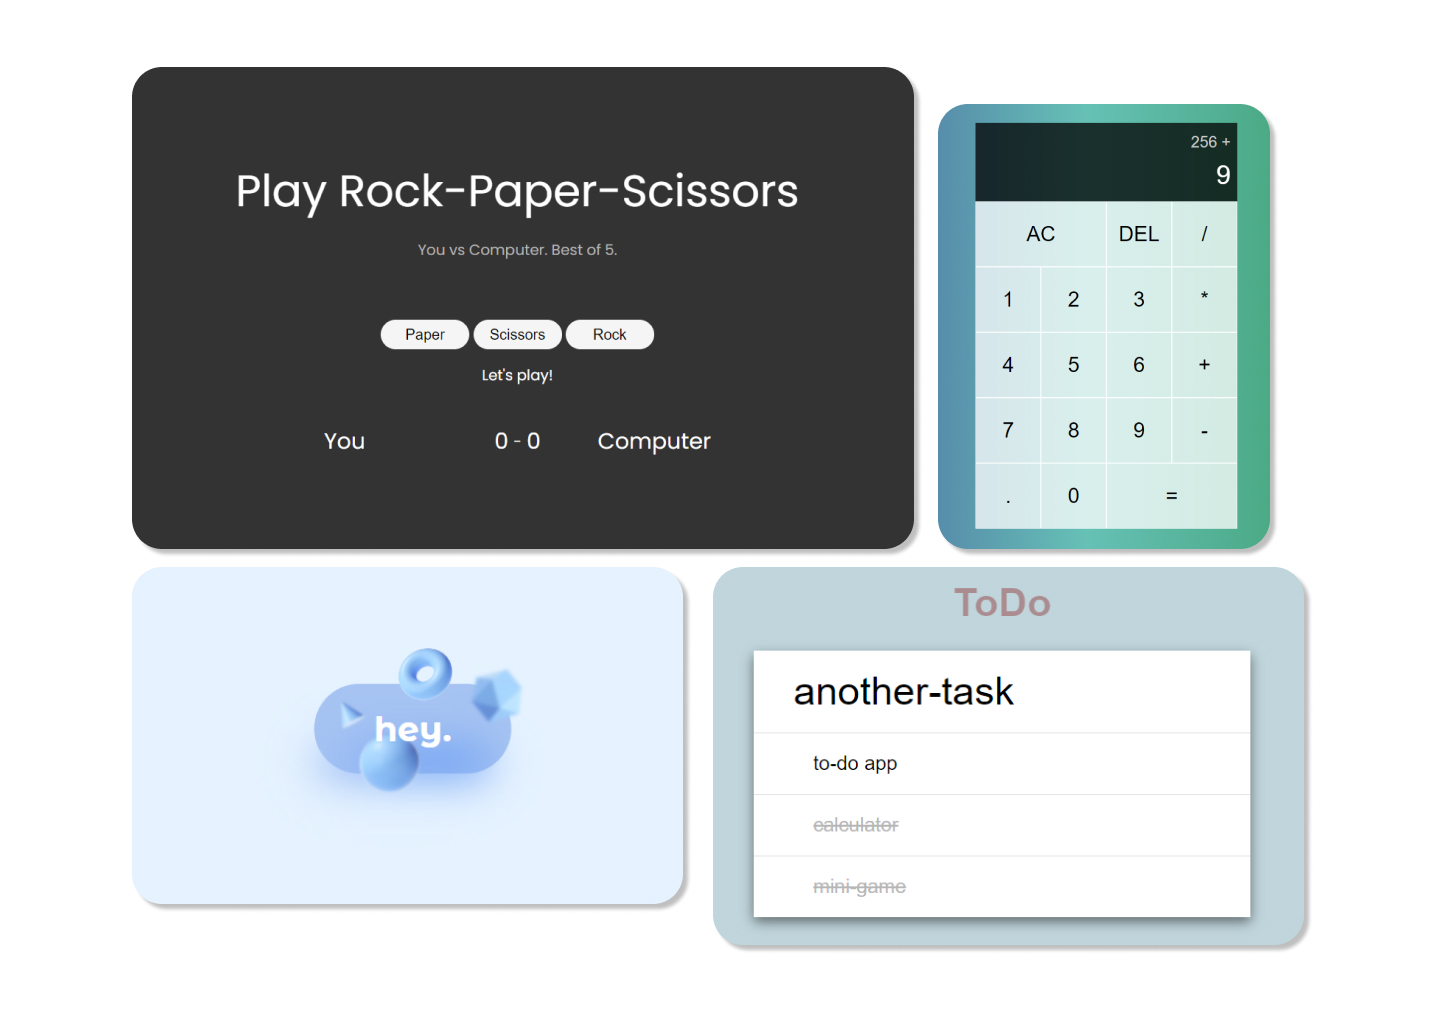 Play Rock-Paper-Scissors
You vs Computer. Best of 5.
Paper Scissors Rock
Let's play!
You 0 - 0 Computer
256 +
9
AC DEL /
1 2 3 *
4 5 6 +
7 8 9 -
. 0 =
hey.
ToDo
another-task
to-do app
calculator
mini-game